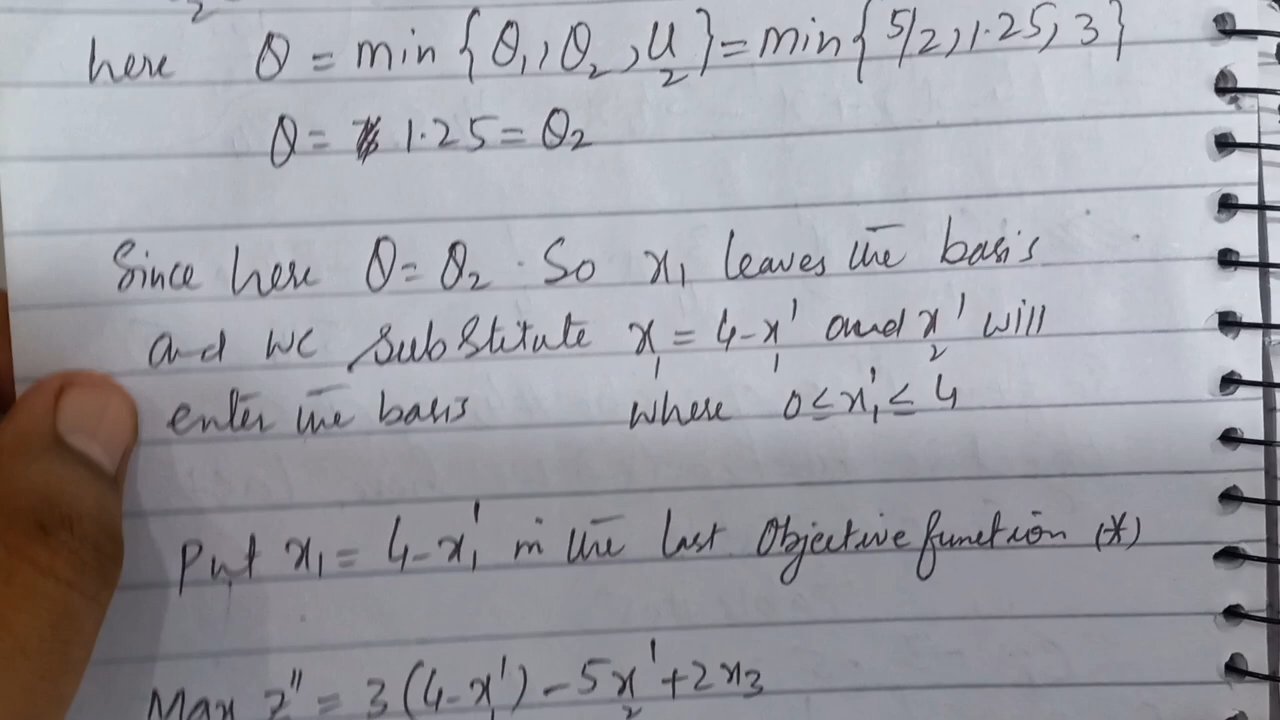 2
here θ = min {θ₁, θ₂, u₂} = min{5/2, 1.25, 3}
θ = 1.25 = θ₂
Since here θ = θ₂. So x₁ leaves the basis
and we substitute x₁ = 4-x₁' and x₂' will
enter the basis where 0≤x₁'≤4
Put x₁ = 4-x₁' in the last Objective function (*)
Max z'' = 3(4-x₁') - 5x₂' + 2x₃